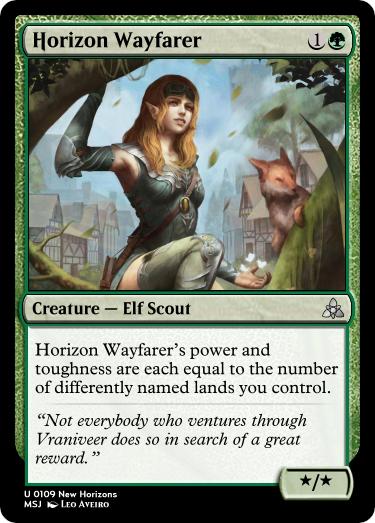 Horizon Wayfarer 1
Creature — Elf Scout
Horizon Wayfarer's power and
toughness are each equal to the number
of differently named lands you control.
“Not everybody who ventures through
Vraniveer does so in search of a great
reward.”
★/★
U 0109 New Horizons
MSJ Leo Aveiro